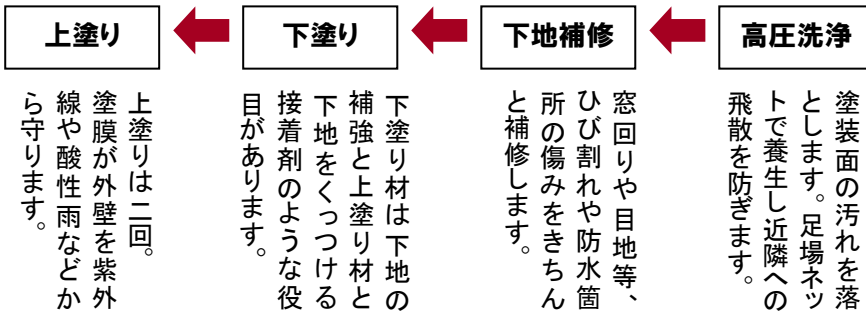 高圧洗浄
塗装面の汚れを落
とします。足場ネッ
トで養生し近隣への
飛散を防ぎます。
下地補修
窓回りや目地等、
ひび割れや防水箇
所の傷みをきちん
と補修します。
下塗り
下塗り材は下地の
補強と上塗り材と
下地をくっつける
接着剤のような役
目があります。
上塗り
上塗りは二回。
塗膜が外壁を紫外
線や酸性雨などか
ら守ります。